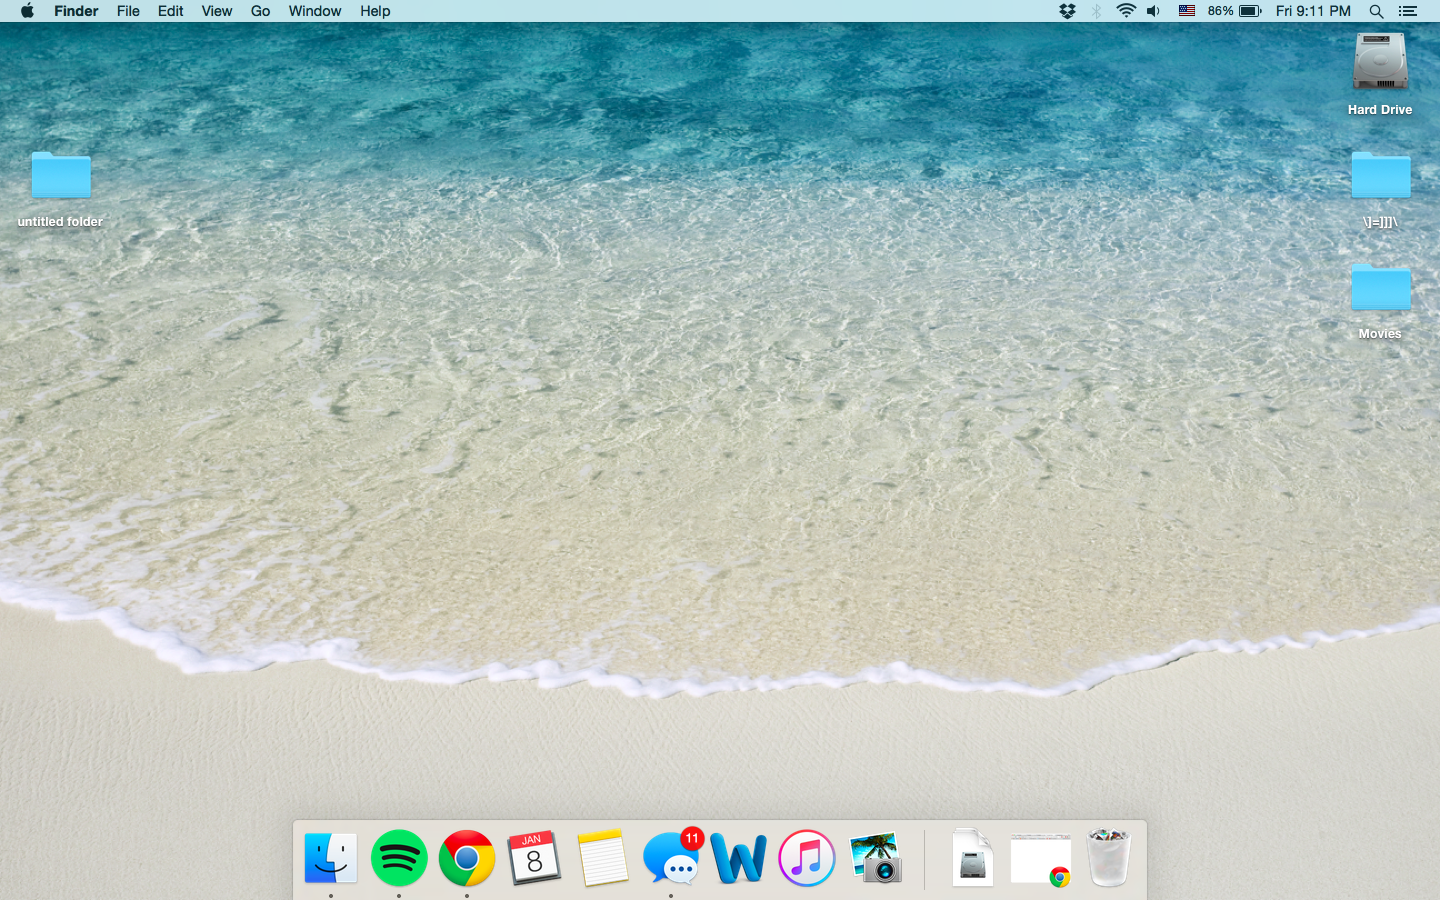 Finder File Edit View Go Window Help 86% Fri 9:11 PM
Hard Drive
untitled folder
\]=]]]\
Movies
JAN
8
11